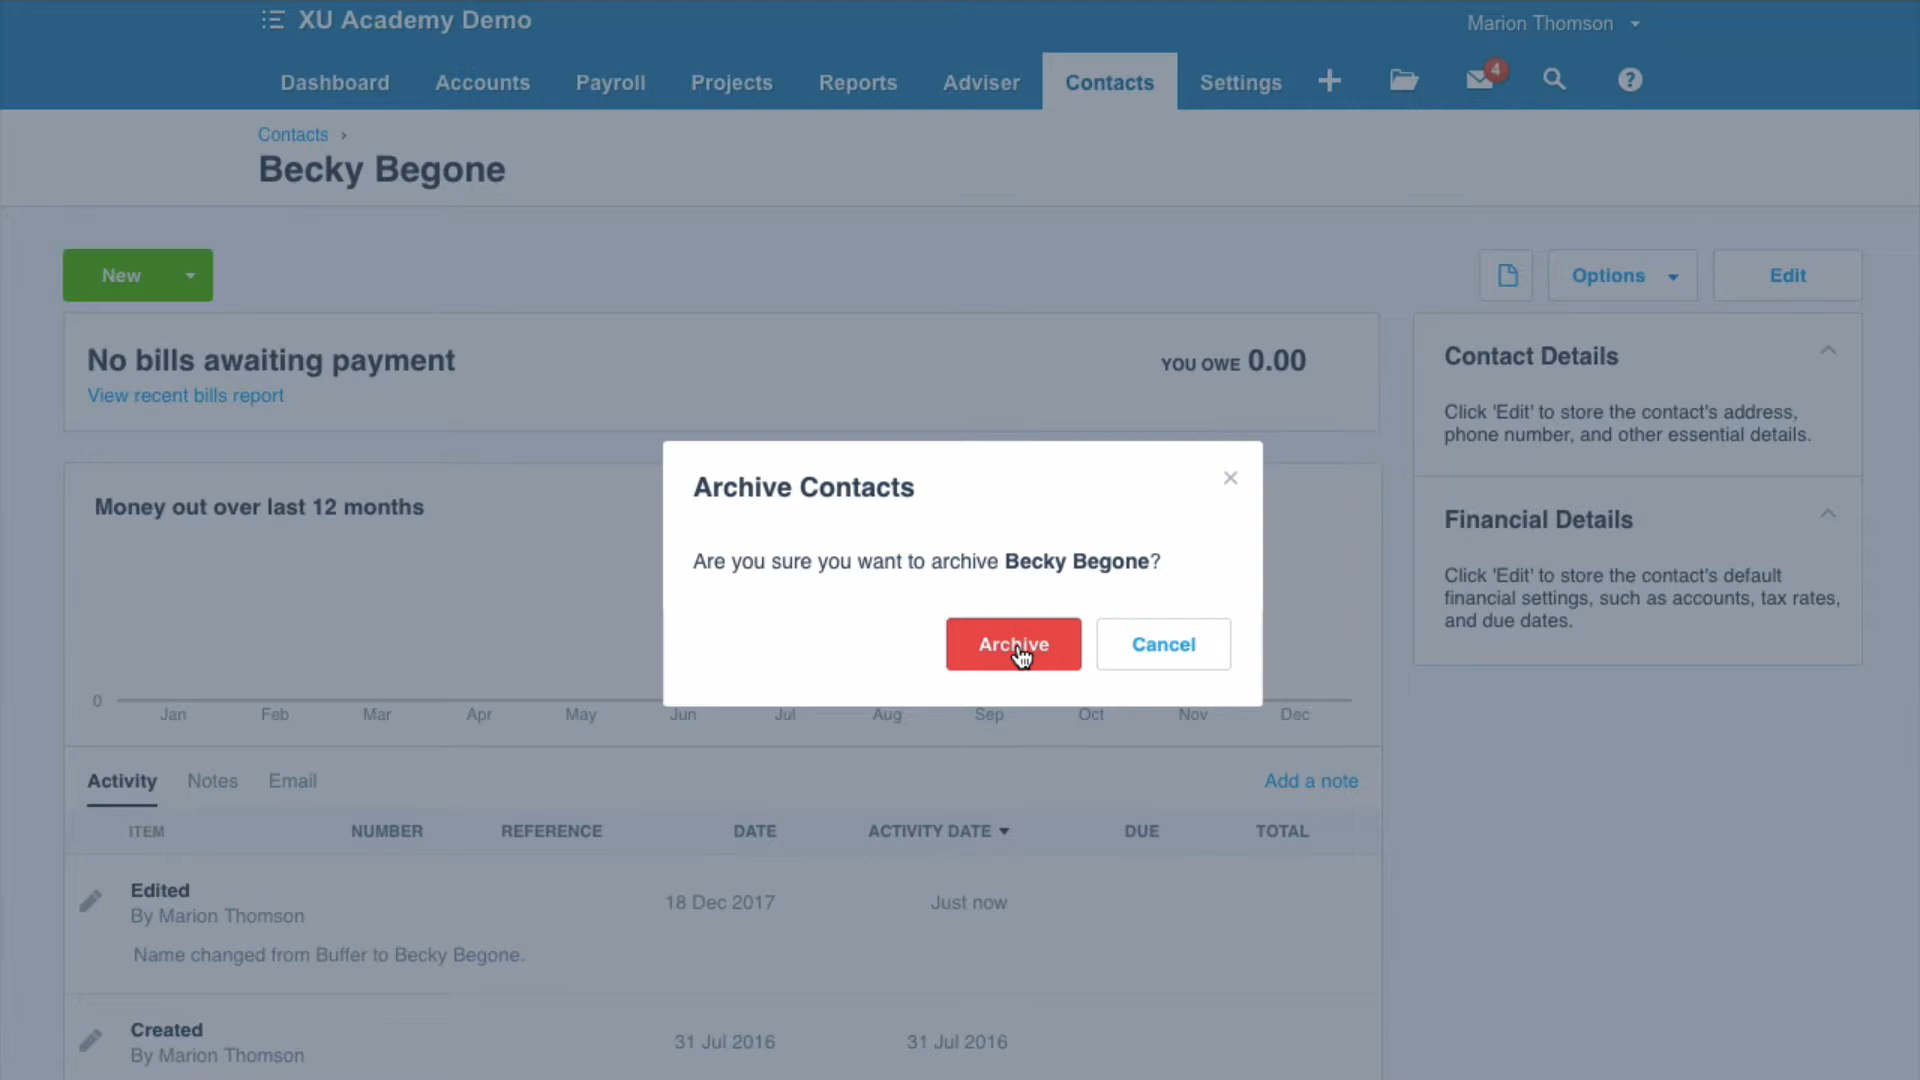 XU Academy Demo
Marion Thomson
Dashboard Accounts Payroll Projects Reports Adviser Contacts Settings
4
?
Contacts ›
Becky Begone
New
Options
Edit
No bills awaiting payment
YOU OWE 0.00
View recent bills report
Contact Details
Click 'Edit' to store the contact's address,
phone number, and other essential details.
Financial Details
Click 'Edit' to store the contact's default
financial settings, such as accounts, tax rates,
and due dates.
Money out over last 12 months
Archive Contacts
×
Are you sure you want to archive Becky Begone?
Archive
Cancel
0
Jan Feb Mar Apr May Jun Jul Aug Sep Oct Nov Dec
Activity Notes Email
Add a note
ITEM NUMBER REFERENCE DATE ACTIVITY DATE DUE TOTAL
Edited
By Marion Thomson
18 Dec 2017
Just now
Name changed from Buffer to Becky Begone.
Created
By Marion Thomson
31 Jul 2016
31 Jul 2016